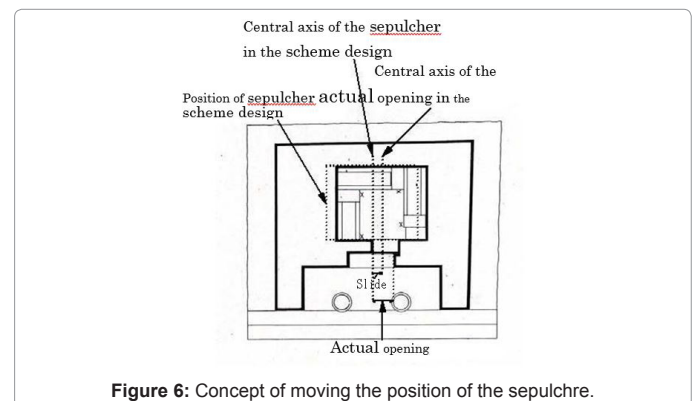 Central axis of the sepulcher
in the scheme design
Central axis of the
Position of sepulcher actual opening in the
scheme design
Slide
Actual opening
Figure 6: Concept of moving the position of the sepulchre.